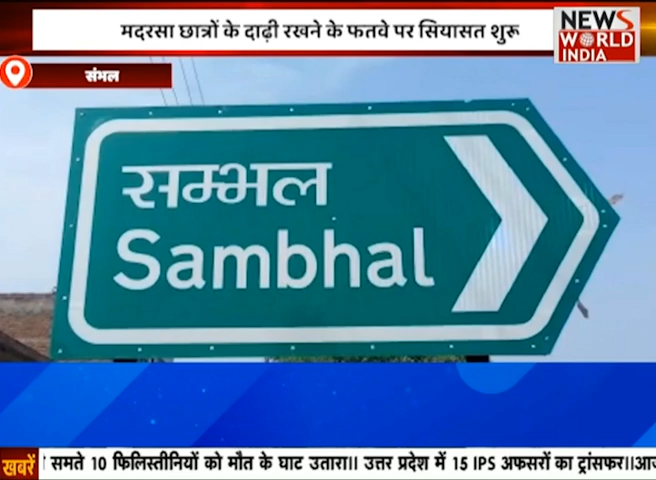 मदरसा छात्रों के दाढ़ी रखने के फतवे पर सियासत शुरू
NEWS
WORLD
INDIA
संभल
सम्भल
Sambhal
खबरें समते 10 फिलिस्तीनियों को मौत के घाट उतारा।। उत्तर प्रदेश में 15 IPS अफसरों का ट्रांसफर।।